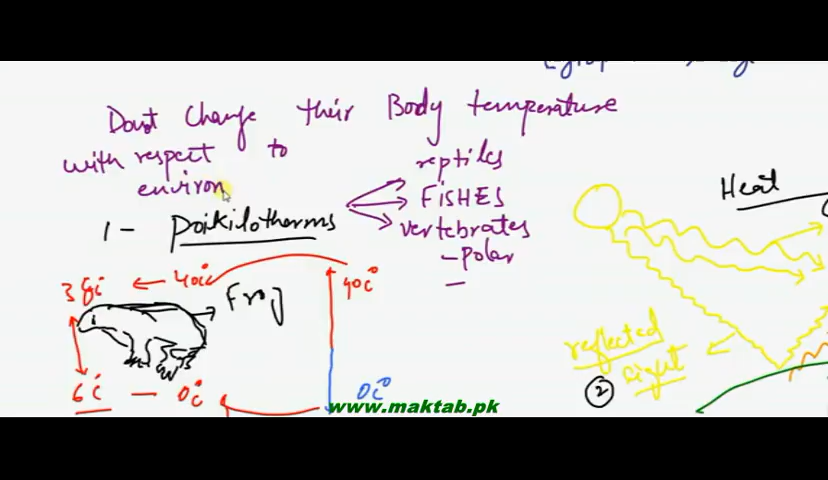 Dont change their Body temperature
with respect to
environ
1- Poikilotherms
reptiles
FISHES
vertebrates
- polar
-
Heat
40c°
40c
Frog
6c - 0c
0c°
reflected
light
2
www.maktab.pk